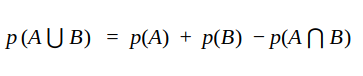 p(A ⋃ B) = p(A) + p(B) − p(A ⋂ B)